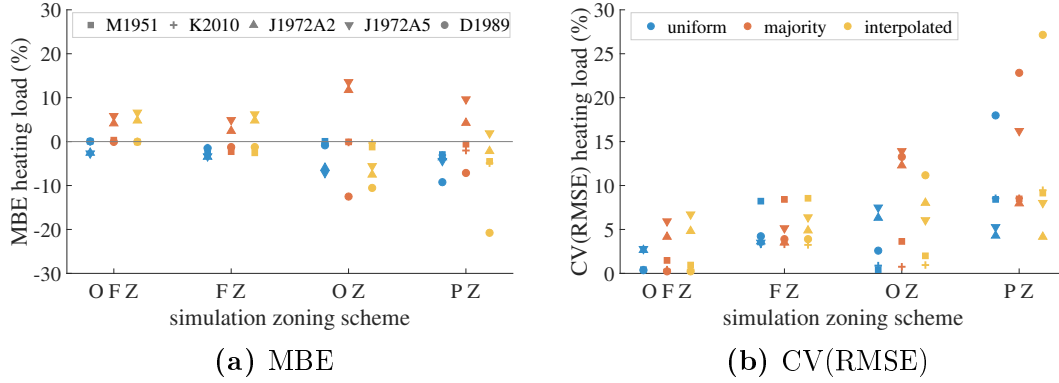 30
20
10
0
-10
-20
-30
MBE heating load (%)
M1951 K2010 J1972A2 J1972A5 D1989
O F Z F Z O Z P Z
simulation zoning scheme
(a) MBE
30
25
20
15
10
5
0
CV(RMSE) heating load (%)
uniform majority interpolated
O F Z F Z O Z P Z
simulation zoning scheme
(b) CV(RMSE)